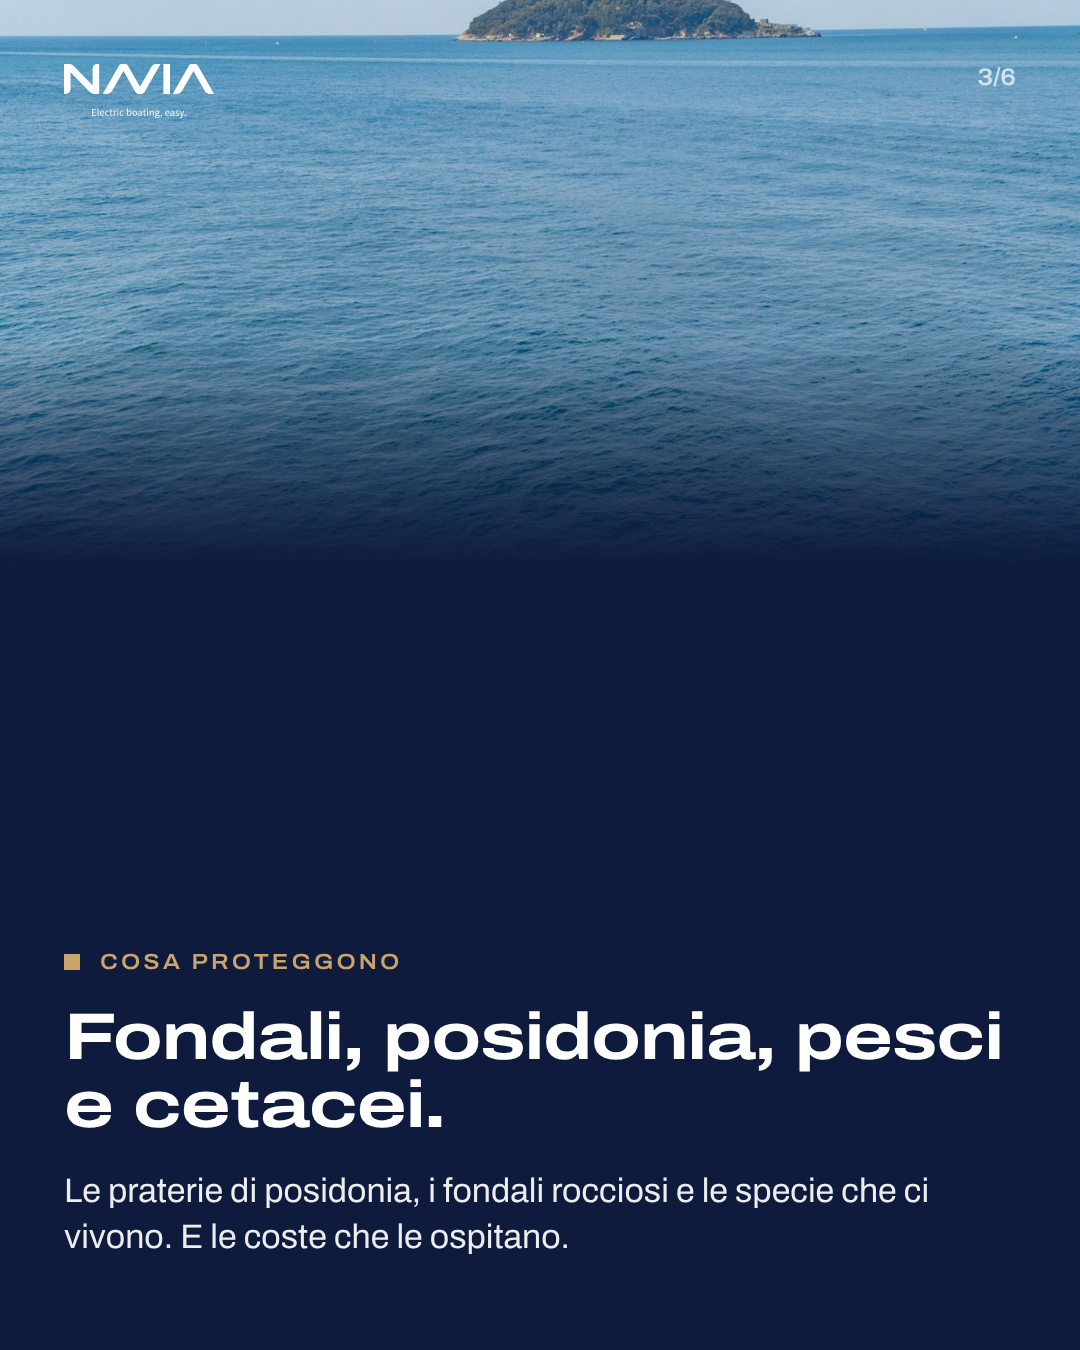 NAVIA
Electric boating, easy.
3/6
COSA PROTEGGONO
Fondali, posidonia, pesci
e cetacei.
Le praterie di posidonia, i fondali rocciosi e le specie che ci
vivono. E le coste che le ospitano.